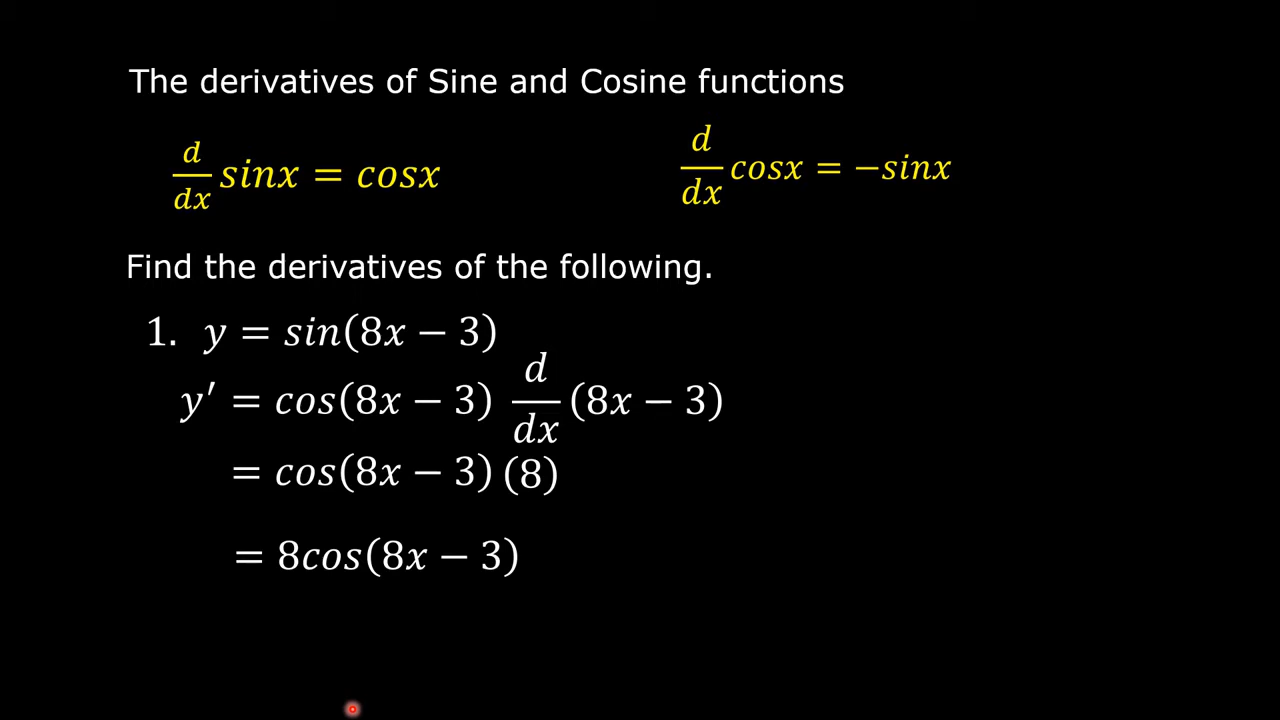 The derivatives of Sine and Cosine functions
d/dx sinx = cosx    d/dx cosx = −sinx
Find the derivatives of the following.
1. y = sin(8x − 3)
y′ = cos(8x − 3) d/dx (8x − 3)
= cos(8x − 3) (8)
= 8cos(8x − 3)